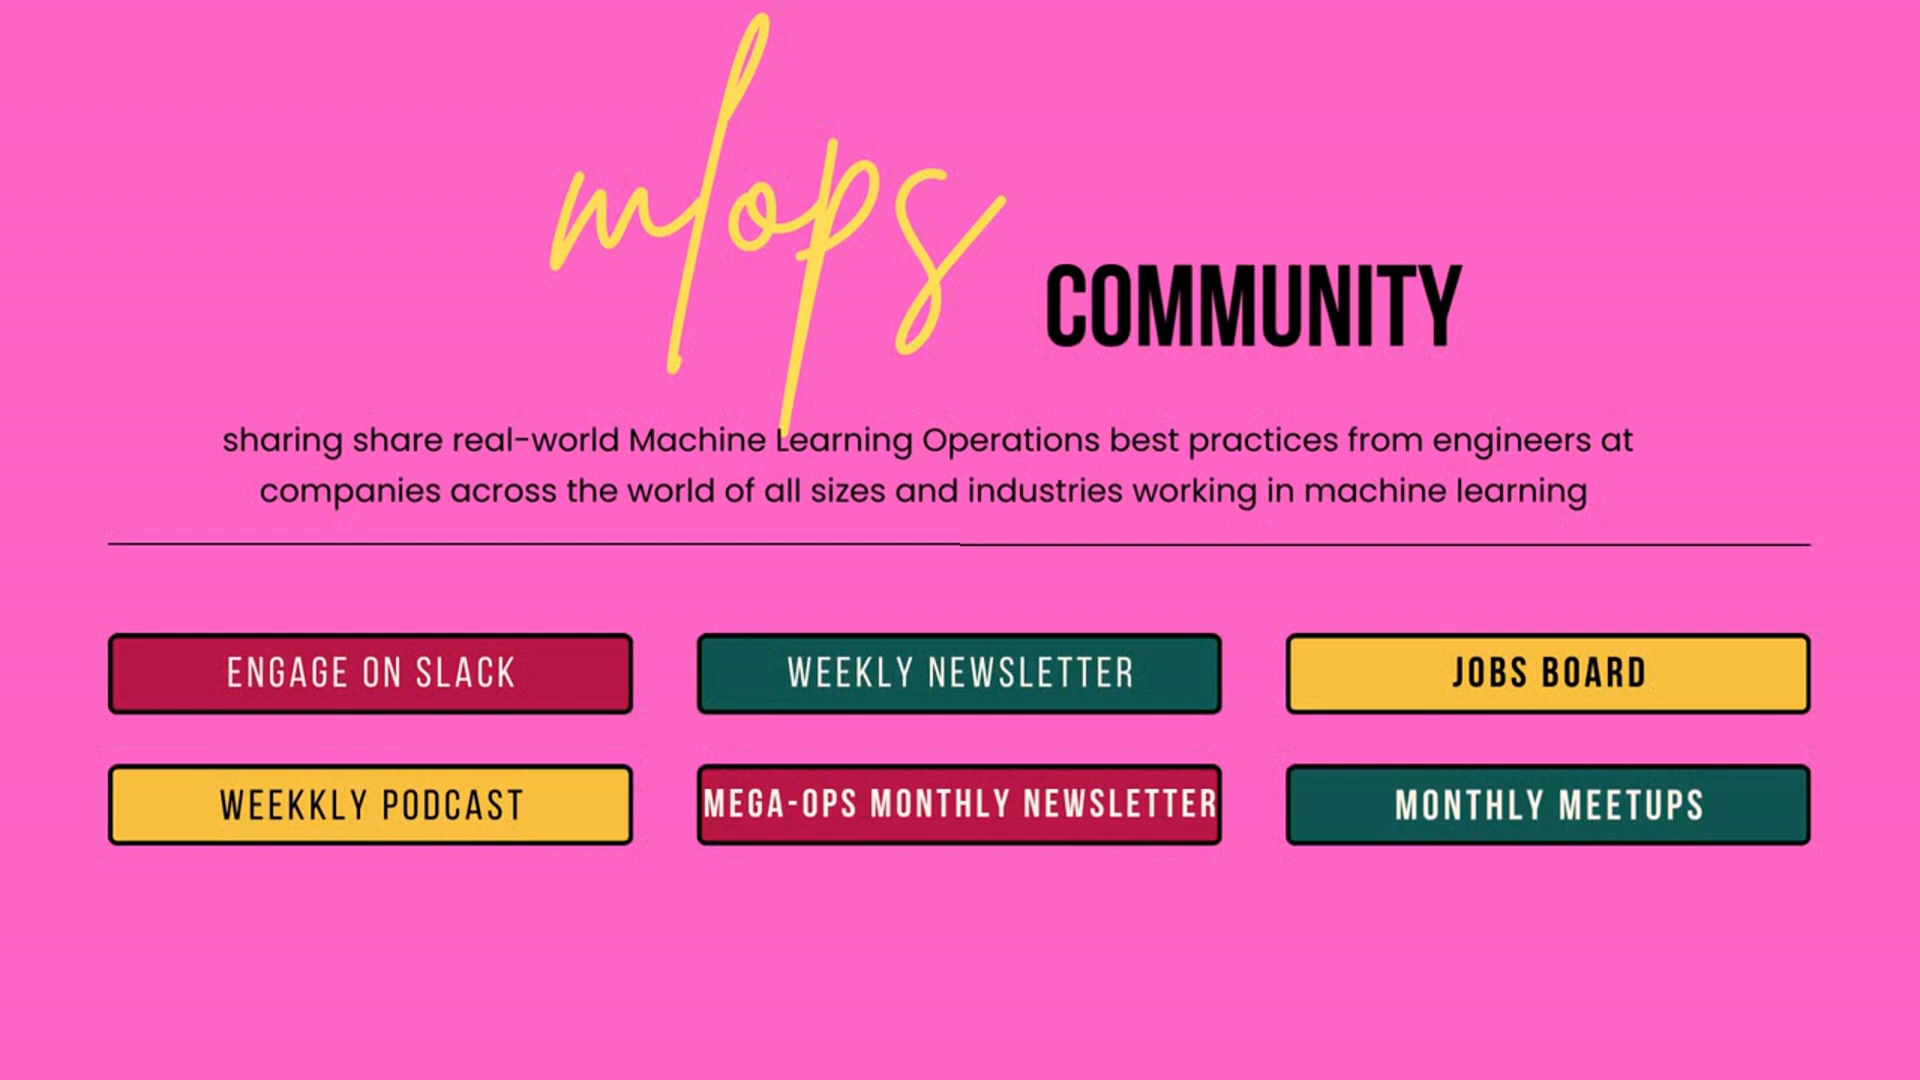 mlops COMMUNITY
sharing share real-world Machine Learning Operations best practices from engineers at
companies across the world of all sizes and industries working in machine learning
ENGAGE ON SLACK
WEEKLY NEWSLETTER
JOBS BOARD
WEEKKLY PODCAST
MEGA-OPS MONTHLY NEWSLETTER
MONTHLY MEETUPS